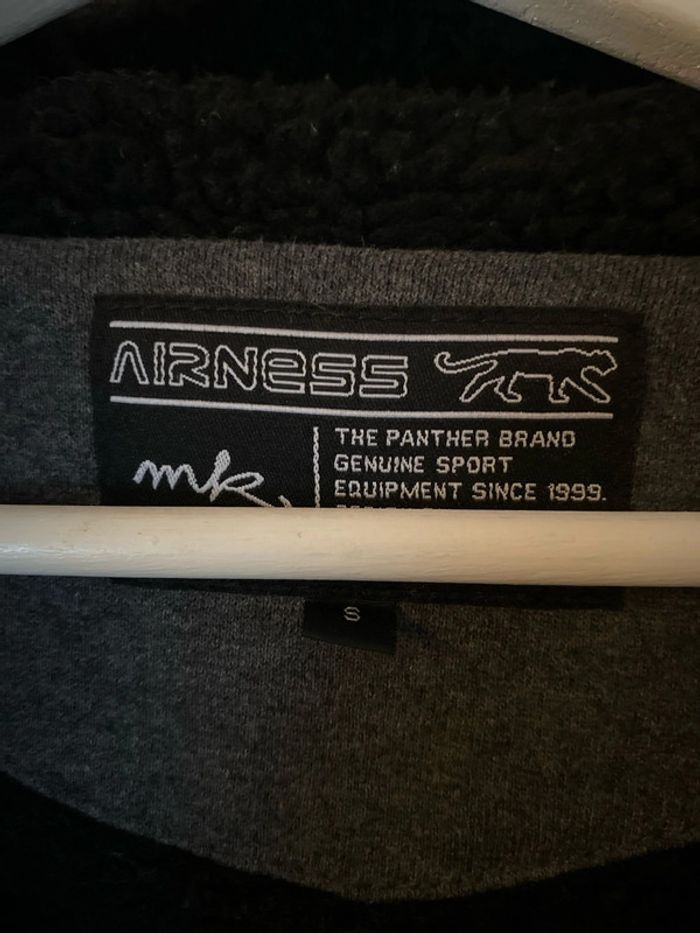 AIRNESS
mk
THE PANTHER BRAND
GENUINE SPORT
EQUIPMENT SINCE 1999.
S